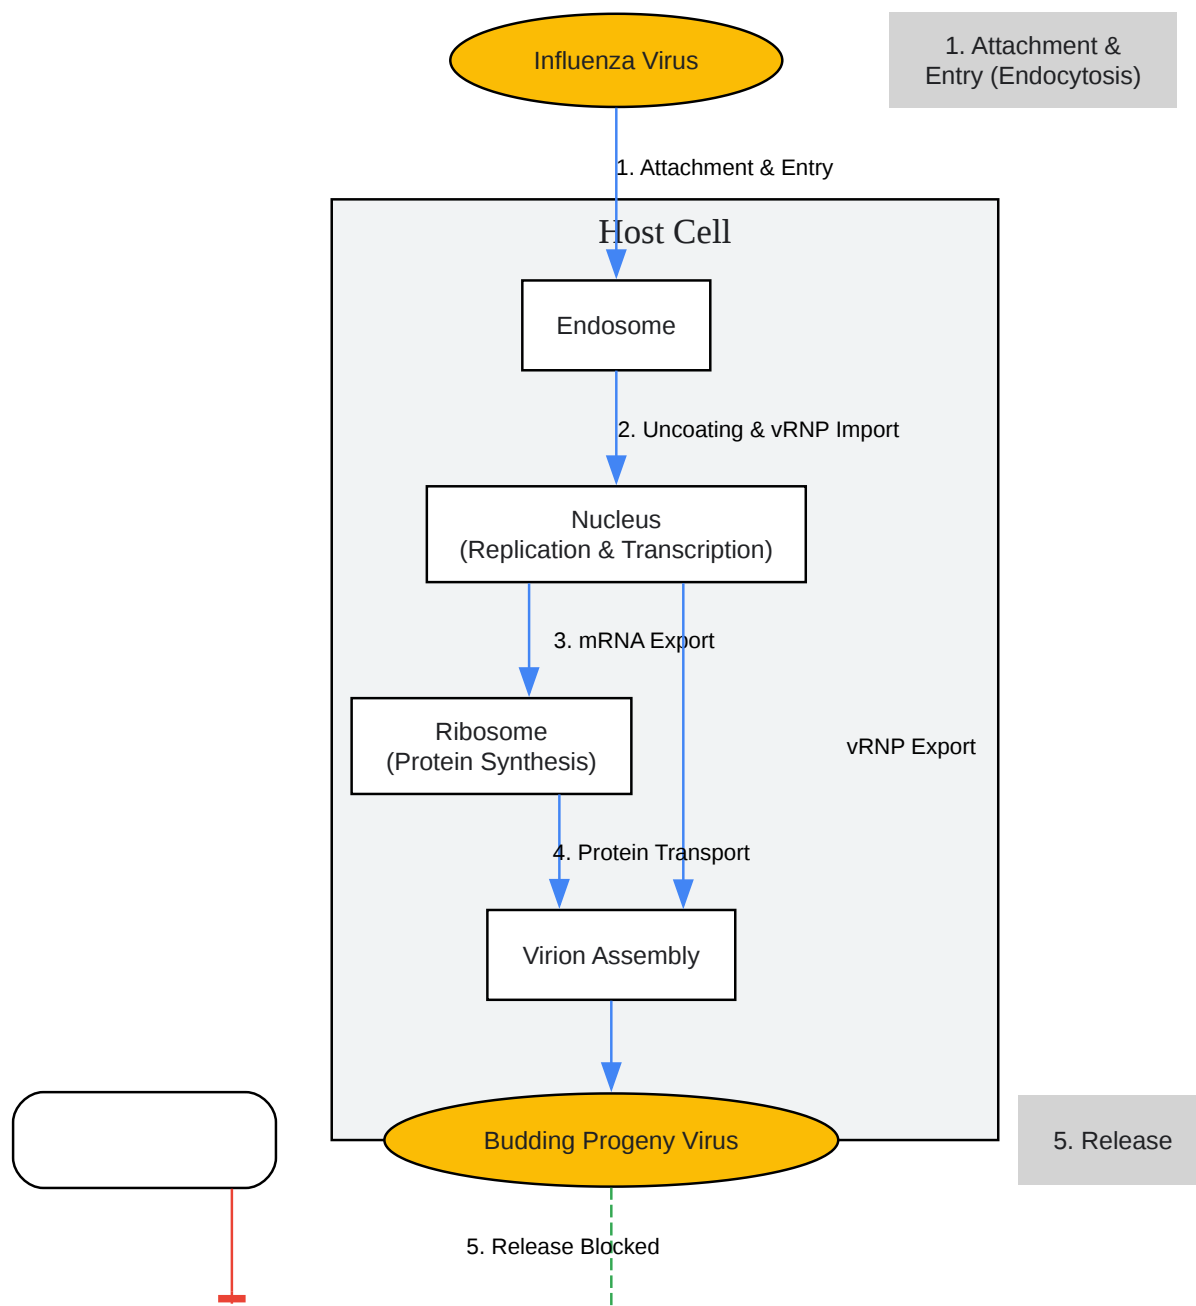 Influenza Virus
1. Attachment &
Entry (Endocytosis)
1. Attachment & Entry
Host Cell
Endosome
2. Uncoating & vRNP Import
Nucleus
(Replication & Transcription)
3. mRNA Export
Ribosome
(Protein Synthesis)
vRNP Export
4. Protein Transport
Virion Assembly
Budding Progeny Virus
5. Release
5. Release Blocked